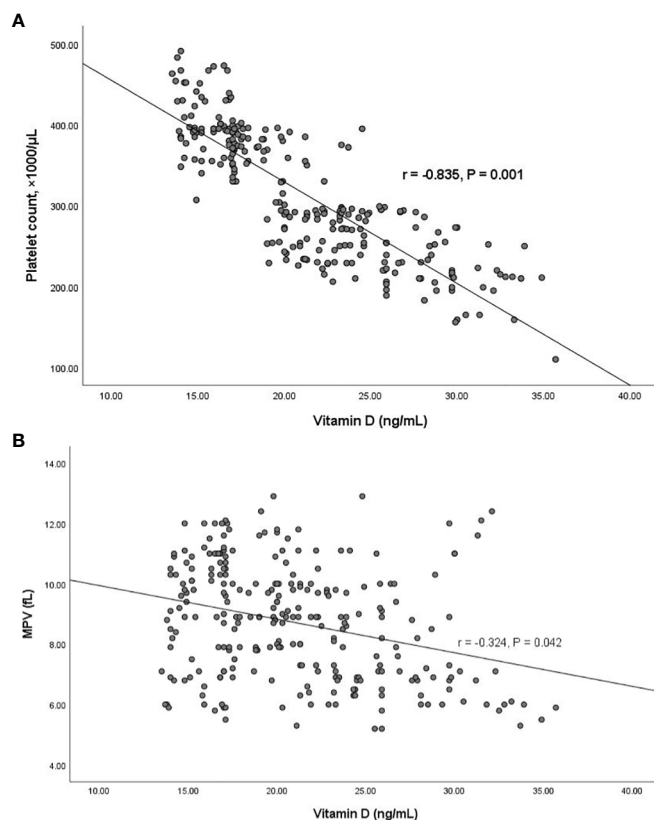 A
500.00
400.00
300.00
200.00
100.00
Platelet count, ×1000/µL
r = -0.835, P = 0.001
10.00 15.00 20.00 25.00 30.00 35.00 40.00
Vitamin D (ng/mL)
B
14.00
12.00
10.00
8.00
6.00
4.00
MPV (fL)
r = -0.324, P = 0.042
10.00 15.00 20.00 25.00 30.00 35.00 40.00
Vitamin D (ng/mL)